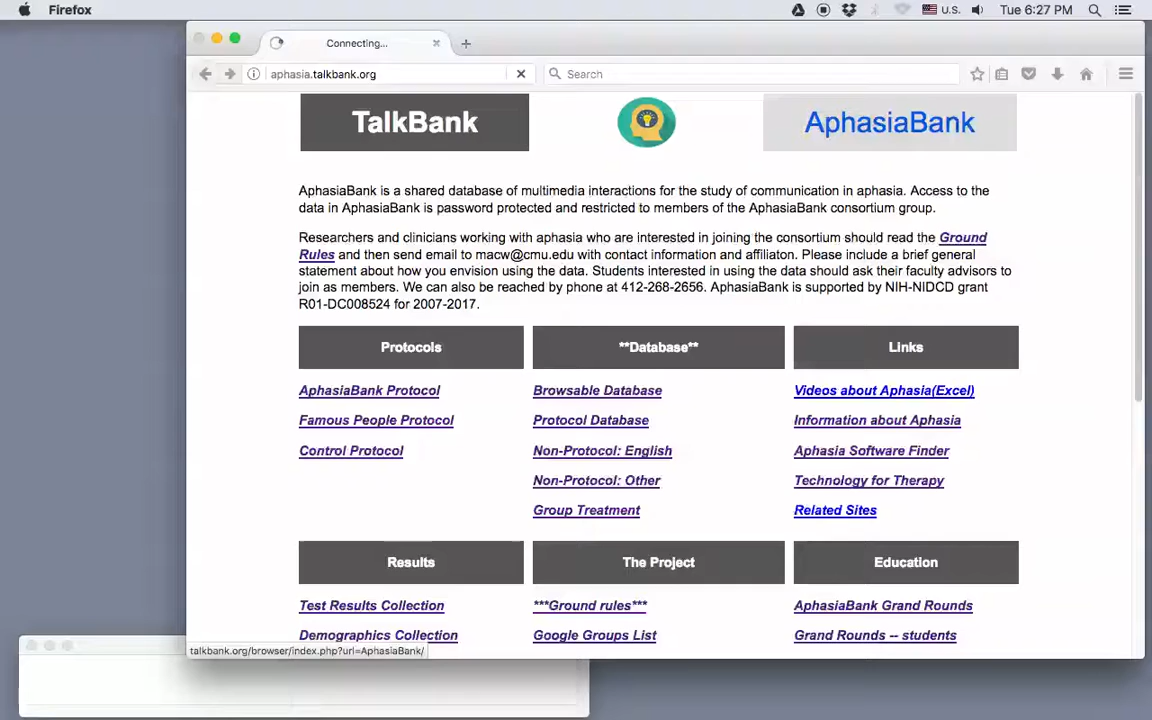 Firefox U.S. Tue 6:27 PM
Connecting...
aphasia.talkbank.org Search
TalkBank AphasiaBank
AphasiaBank is a shared database of multimedia interactions for the study of communication in aphasia. Access to the
data in AphasiaBank is password protected and restricted to members of the AphasiaBank consortium group.
Researchers and clinicians working with aphasia who are interested in joining the consortium should read the Ground
Rules and then send email to macw@cmu.edu with contact information and affiliaton. Please include a brief general
statement about how you envision using the data. Students interested in using the data should ask their faculty advisors to
join as members. We can also be reached by phone at 412-268-2656. AphasiaBank is supported by NIH-NIDCD grant
R01-DC008524 for 2007-2017.
Protocols **Database** Links
AphasiaBank Protocol Browsable Database Videos about Aphasia(Excel)
Famous People Protocol Protocol Database Information about Aphasia
Control Protocol Non-Protocol: English Aphasia Software Finder
Non-Protocol: Other Technology for Therapy
Group Treatment Related Sites
Results The Project Education
Test Results Collection ***Ground rules*** AphasiaBank Grand Rounds
Demographics Collection Google Groups List Grand Rounds -- students
talkbank.org/browser/index.php?url=AphasiaBank/